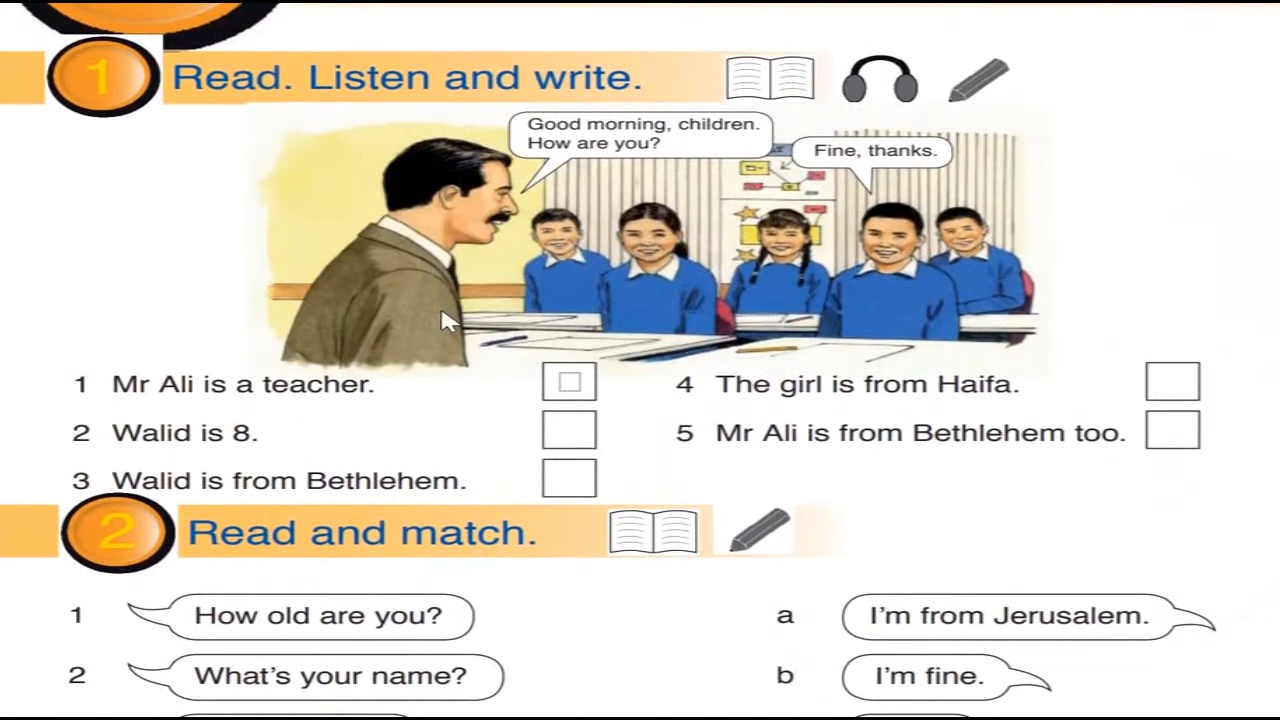 1 Read. Listen and write.
Good morning, children.
How are you?
Fine, thanks.
1 Mr Ali is a teacher.
2 Walid is 8.
3 Walid is from Bethlehem.
4 The girl is from Haifa.
5 Mr Ali is from Bethlehem too.
2 Read and match.
1 How old are you?
a I'm from Jerusalem.
2 What's your name?
b I'm fine.